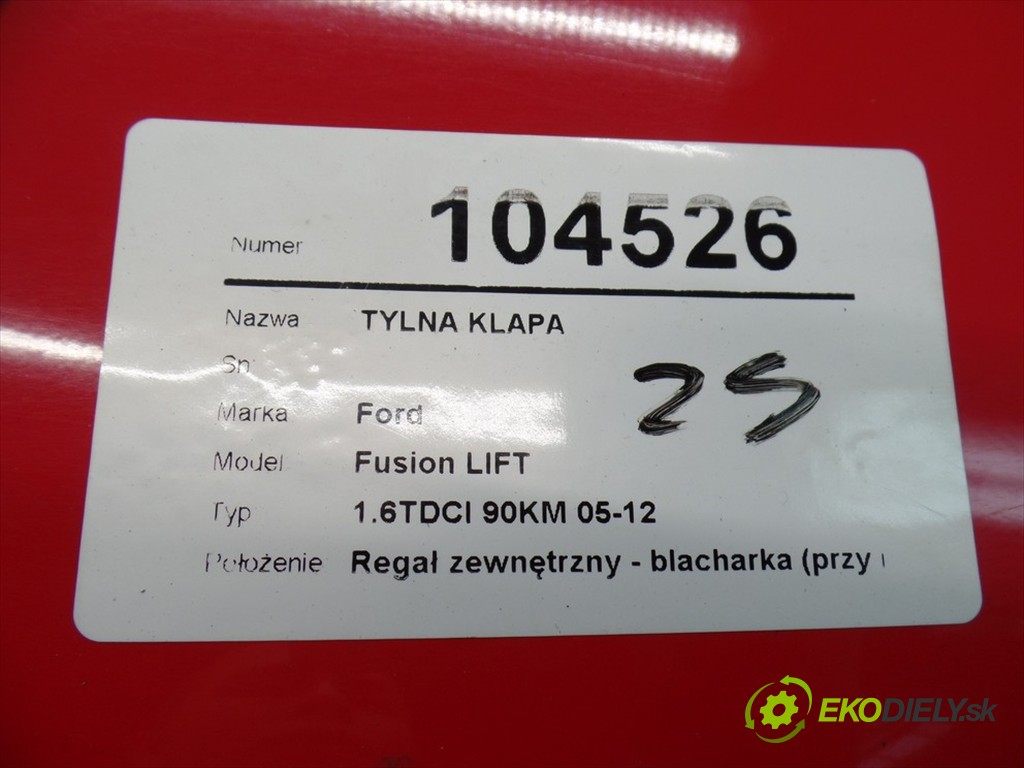 Numer 104526
Nazwa TYLNA KLAPA
Sn
25
Marka Ford
Model Fusion LIFT
Typ 1.6TDCI 90KM 05-12
Położenie Regał zewnętrzny - blacharka (przy
EKODIELY.sk